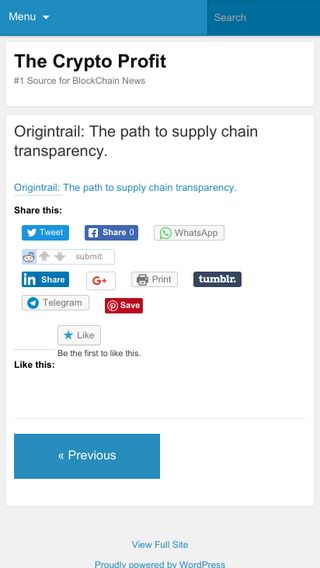 Menu
Search
The Crypto Profit
#1 Source for BlockChain News
Origintrail: The path to supply chain
transparency.
Origintrail: The path to supply chain transparency.
Share this:
Tweet
Share 0
WhatsApp
submit
in Share
G+
Print
tumblr.
Telegram
Save
Like
Be the first to like this.
Like this:
« Previous
View Full Site
Proudly powered by WordPress